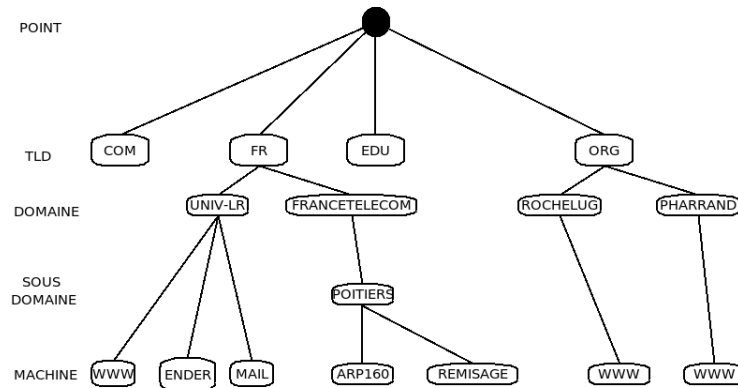 POINT
TLD COM FR EDU ORG
DOMAINE UNIV-LR FRANCETELECOM ROCHELUG PHARRAND
SOUS
DOMAINE
POITIERS
MACHINE WWW ENDER MAIL ARP160 REMISAGE WWW WWW